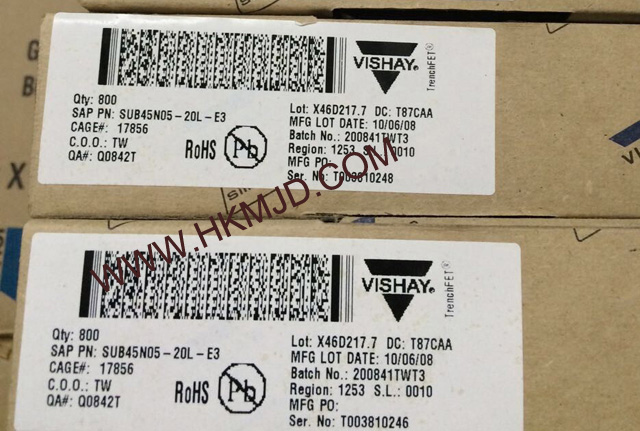 VISHAY®
TrenchFET®
Qty: 800
SAP PN: SUB45N05-20L-E3
CAGE#: 17856
C.O.O.: TW
QA#: Q0842T
RoHS
Pb
Lot: X46D217.7 DC: T87CAA
MFG LOT DATE: 10/06/08
Batch No.: 200841TWT3
Region: 1253 S. 0010
MFG PO:
Ser. No: T003810248
WWW.HKMJD.COM
VISHAY®
TrenchFET®
Qty: 800
SAP PN: SUB45N05-20L-E3
CAGE#: 17856
C.O.O.: TW
QA#: Q0842T
RoHS
Pb
Lot: X46D217.7 DC: T87CAA
MFG LOT DATE: 10/06/08
Batch No.: 200841TWT3
Region: 1253 S.L.: 0010
MFG PO:
Ser. No: T003810246